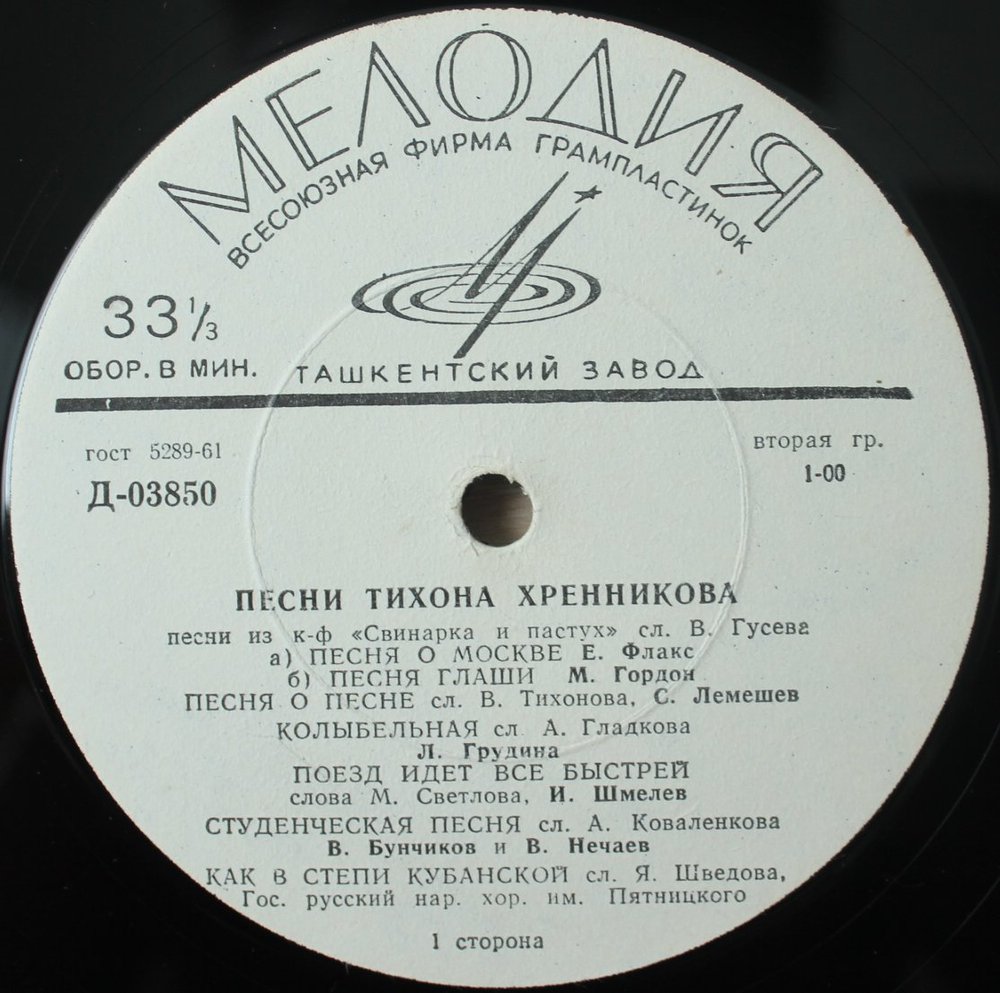 МЕЛОДИЯ
ВСЕСОЮЗНАЯ ФИРМА ГРАМПЛАСТИНОК
33 1/3
ОБОР. В МИН.
ТАШКЕНТСКИЙ ЗАВОД
гост 5289-61
вторая гр.
Д-03850
1-00
ПЕСНИ ТИХОНА ХРЕННИКОВА
песни из к-ф «Свинарка и пастух» сл. В. Гусева
а) ПЕСНЯ О МОСКВЕ Е. Флакс
б) ПЕСНЯ ГЛАШИ М. Гордон
ПЕСНЯ О ПЕСНЕ сл. В. Тихонова, С. Лемешев
КОЛЫБЕЛЬНАЯ сл А. Гладкова
Л. Грудина
ПОЕЗД ИДЕТ ВСЕ БЫСТРЕЙ
слова М. Светлова, И. Шмелев
СТУДЕНЧЕСКАЯ ПЕСНЯ сл. А. Коваленкова
В. Бунчиков и В. Нечаев
КАК В СТЕПИ КУБАНСКОЙ сл. Я. Шведова,
Гос. русский нар. хор. им. Пятницкого
1 сторона